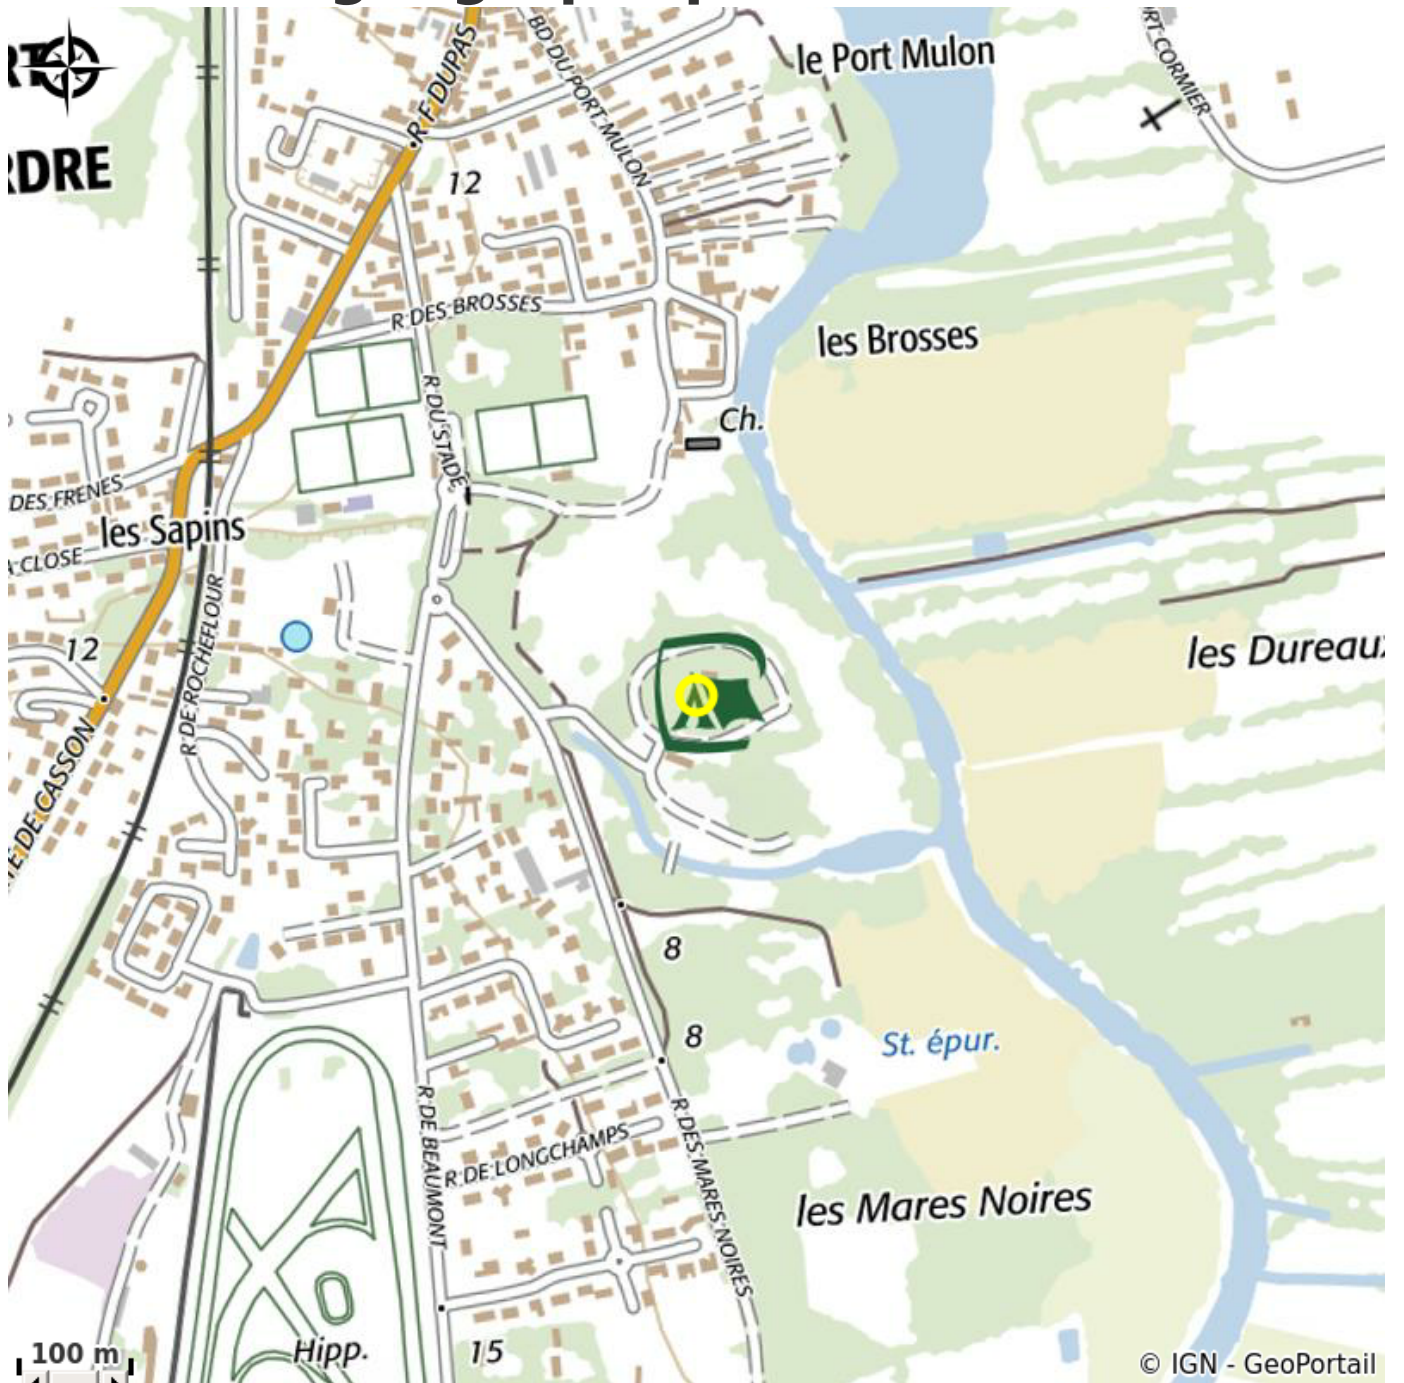 R F DUPAS
BD DU PORT MULON
le Port Mulon
RT CORMIER
RDRE
12
R DES BROSSES
les Brosses
R DU STADE
Ch.
DES FRENES
les Sapins
CLOSE
R DE ROCHEFLOUR
12
les Dureau
DE CASSON
8
8
St. épur.
R DE BEAUMONT
R DE LONGCHAMPS
R DES MARES NOIRES
les Mares Noires
100 m
Hipp.
15
© IGN - GeoPortail